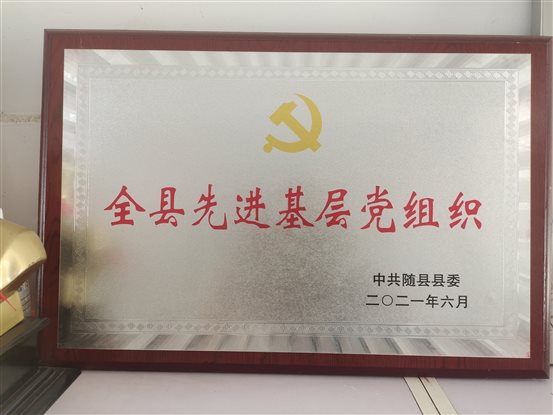 全县先进基层党组织
中共随县县委
二〇二一年六月